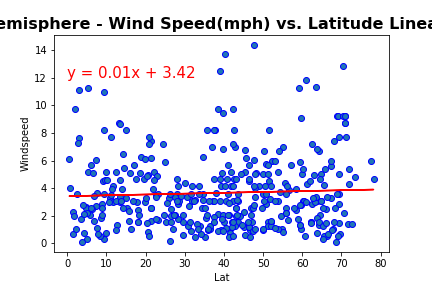 emisphere - Wind Speed(mph) vs. Latitude Linea
y = 0.01x + 3.42
Windspeed
14
12
10
8
6
4
2
0
0 10 20 30 40 50 60 70 80
Lat